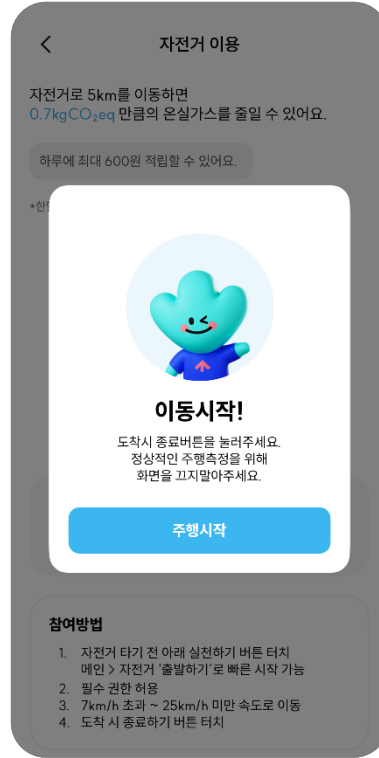 자전거 이용
자전거로 5km를 이동하면
0.7kgCO₂eq 만큼의 온실가스를 줄일 수 있어요.
하루에 최대 600원 적립할 수 있어요.
이동시작!
도착시 종료버튼을 눌러주세요.
정상적인 주행측정을 위해
화면을 끄지말아주세요.
주행시작
참여방법
1. 자전거 타기 전 아래 실천하기 버튼 터치
메인 > 자전거 '출발하기'로 빠른 시작 가능
2. 필수 권한 허용
3. 7km/h 초과 ~ 25km/h 미만 속도로 이동
4. 도착 시 종료하기 버튼 터치